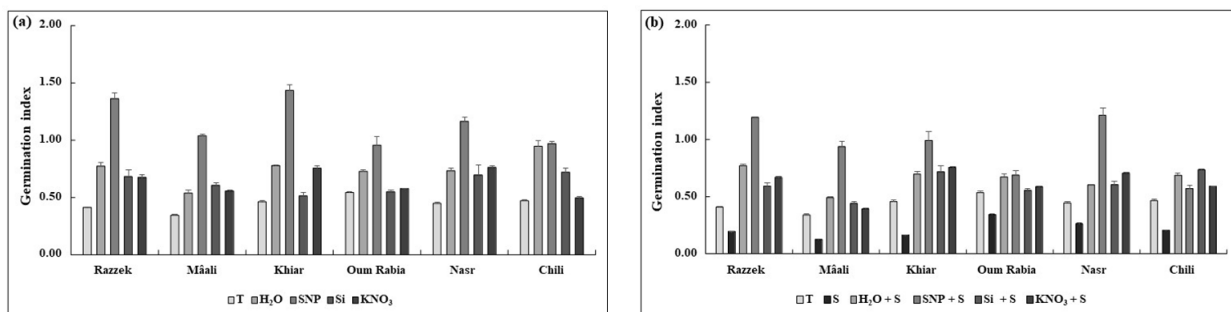 (a)
2.00
1.50
1.00
0.50
0.00
Germination index
Razzek Mâali Khiar Oum Rabia Nasr Chili
T H₂O SNP Si KNO₃
(b)
2.00
1.50
1.00
0.50
0.00
Germination index
Razzek Mâali Khiar Oum Rabia Nasr Chili
T S H₂O + S SNP + S Si + S KNO₃ + S